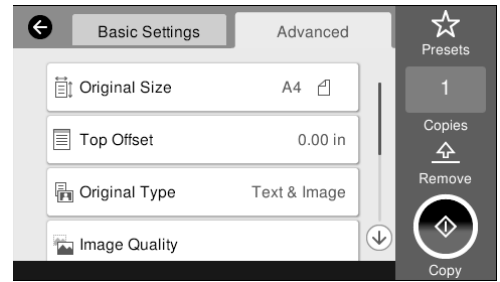 Basic Settings
Advanced
Presets
Original Size
A4
1
Copies
Top Offset
0.00 in
Remove
Original Type
Text & Image
Image Quality
Copy